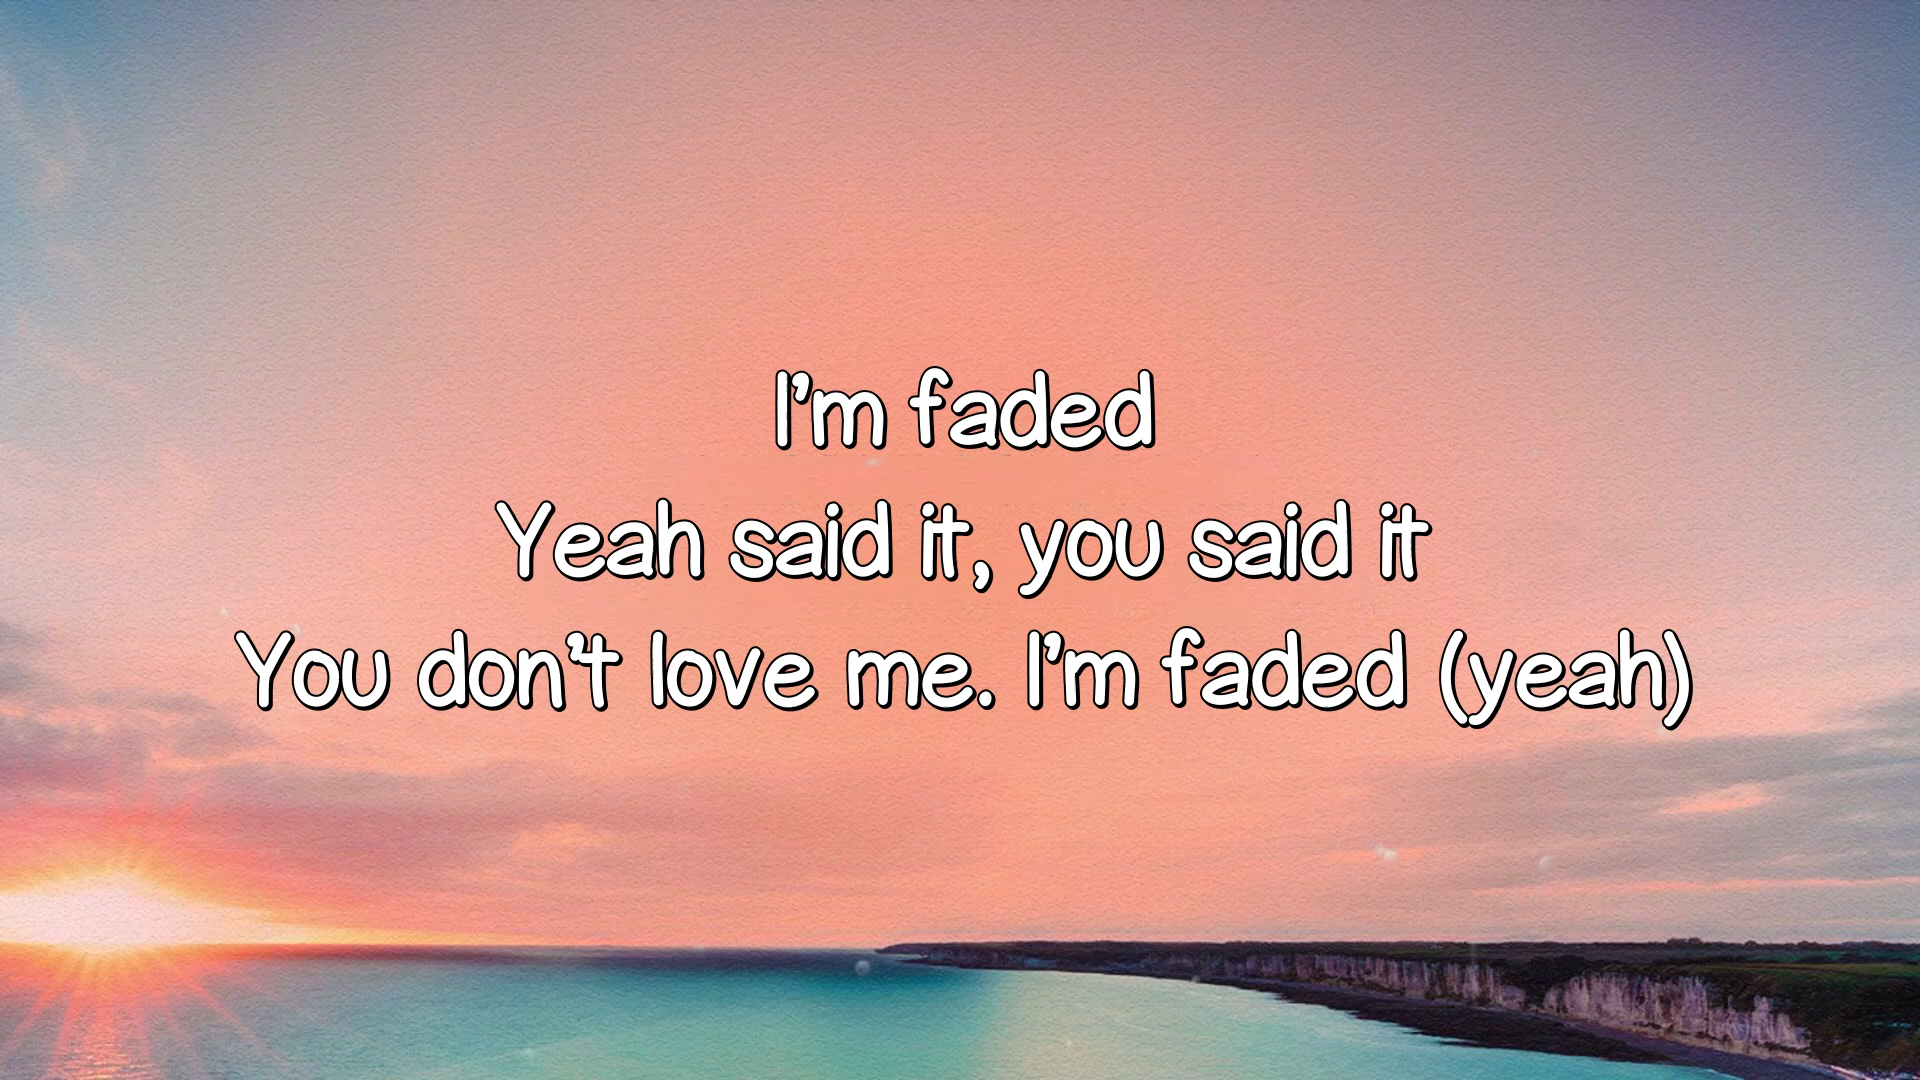 I'm faded
Yeah said it, you said it
You don't love me. I'm faded (yeah)